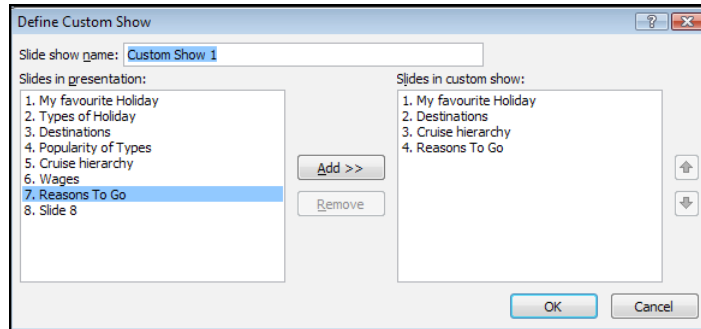 Define Custom Show
Slide show name: Custom Show 1
Slides in presentation:
1. My favourite Holiday
2. Types of Holiday
3. Destinations
4. Popularity of Types
5. Cruise hierarchy
6. Wages
7. Reasons To Go
8. Slide 8
Add >>
Remove
Slides in custom show:
1. My favourite Holiday
2. Destinations
3. Cruise hierarchy
4. Reasons To Go
OK
Cancel